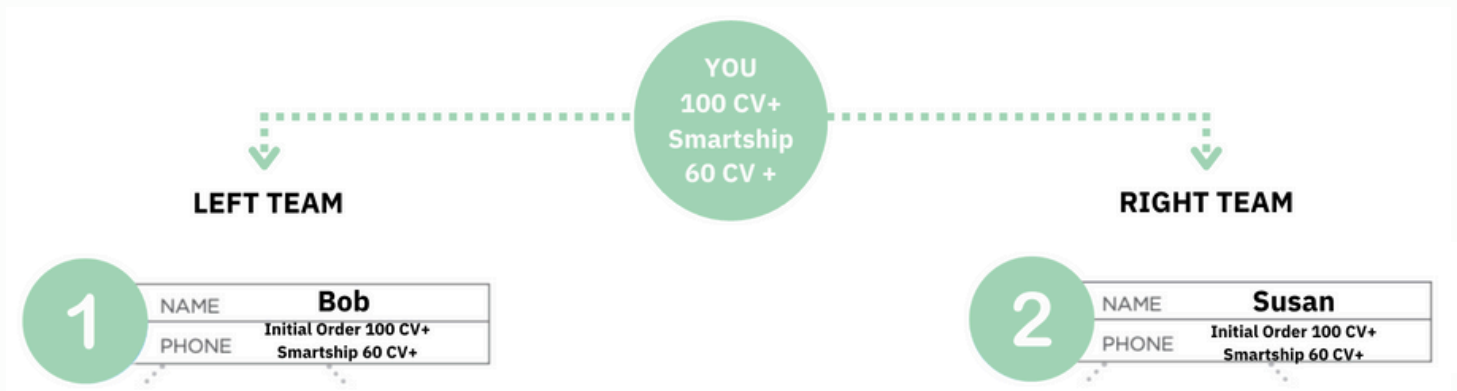 YOU
100 CV+
Smartship
60 CV +
LEFT TEAM
RIGHT TEAM
1
NAME Bob
PHONE Initial Order 100 CV+
Smartship 60 CV+
2
NAME Susan
PHONE Initial Order 100 CV+
Smartship 60 CV+